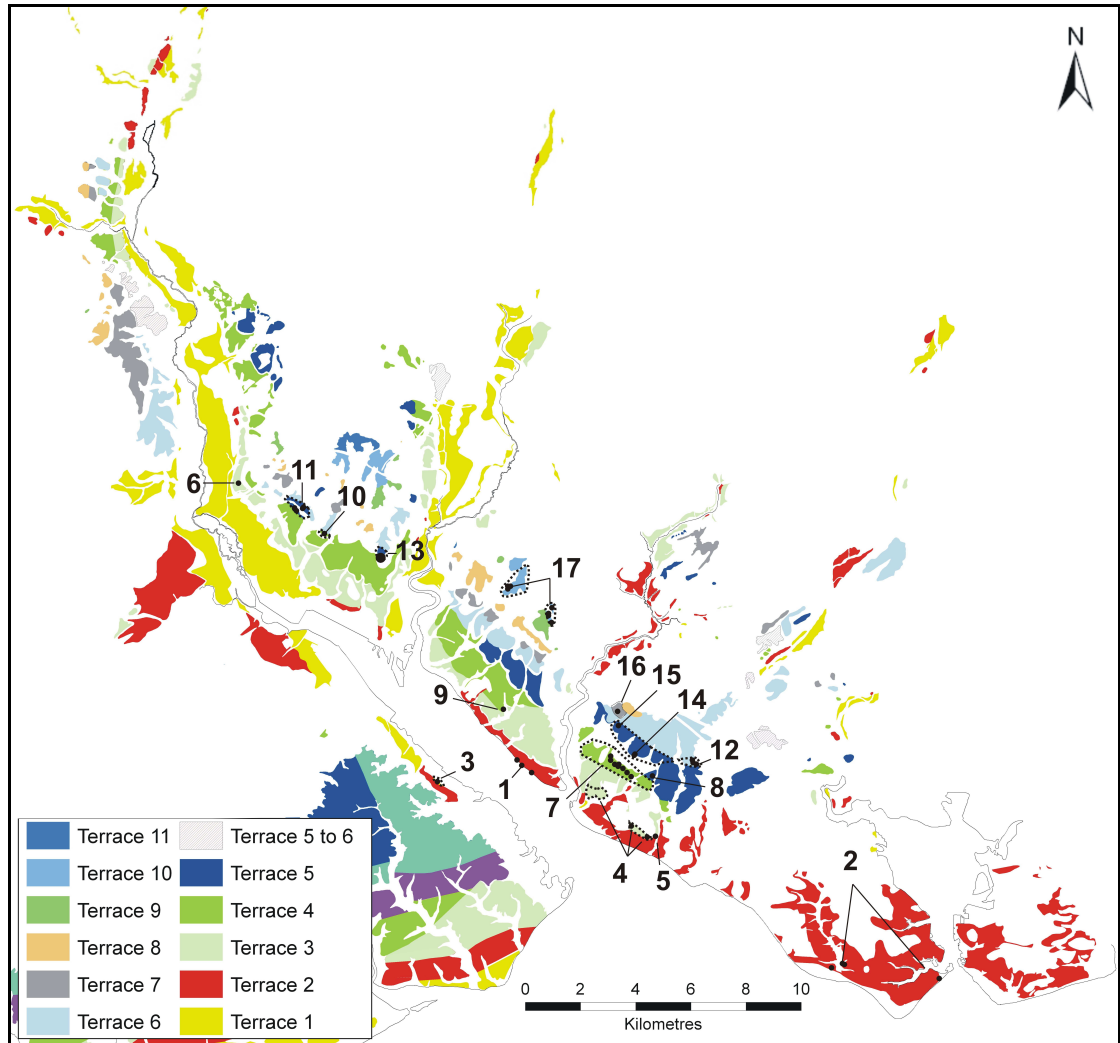 N
6
11
10
13
17
16
15
14
9
12
3
1
7
8
4
5
2
Terrace 11
Terrace 10
Terrace 9
Terrace 8
Terrace 7
Terrace 6
Terrace 5 to 6
Terrace 5
Terrace 4
Terrace 3
Terrace 2
Terrace 1
0 2 4 6 8 10
Kilometres